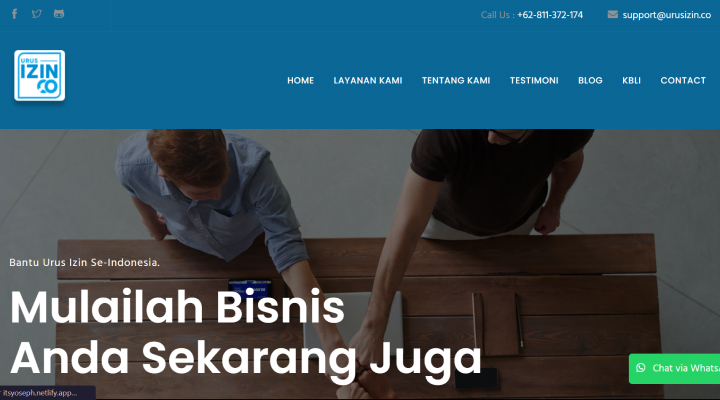 Call Us : +62-811-372-174
support@urusizin.co
URUS
IZIN
CO
HOME
LAYANAN KAMI
TENTANG KAMI
TESTIMONI
BLOG
KBLI
CONTACT
Bantu Urus Izin Se-Indonesia.
Mulailah Bisnis
Anda Sekarang Juga
Chat via Whats
itsyoseph.netlify.app...